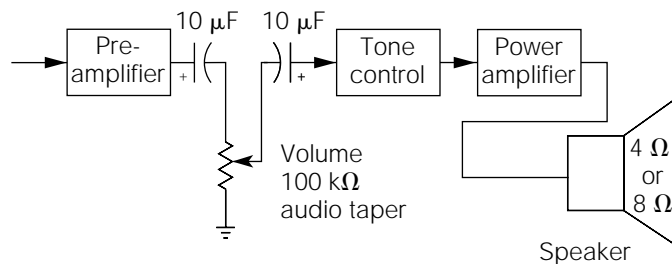 10 μF
10 μF
Pre-
amplifier
+
+
Tone
control
Power
amplifier
Volume
100 kΩ
audio taper
4 Ω
or
8 Ω
Speaker